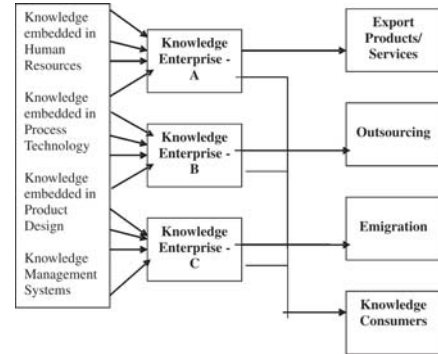 Knowledge
embedded in
Human
Resources
Knowledge
embedded in
Process
Technology
Knowledge
embedded in
Product
Design
Knowledge
Management
Systems
Knowledge
Enterprise -
A
Knowledge
Enterprise -
B
Knowledge
Enterprise -
C
Export
Products/
Services
Outsourcing
Emigration
Knowledge
Consumers